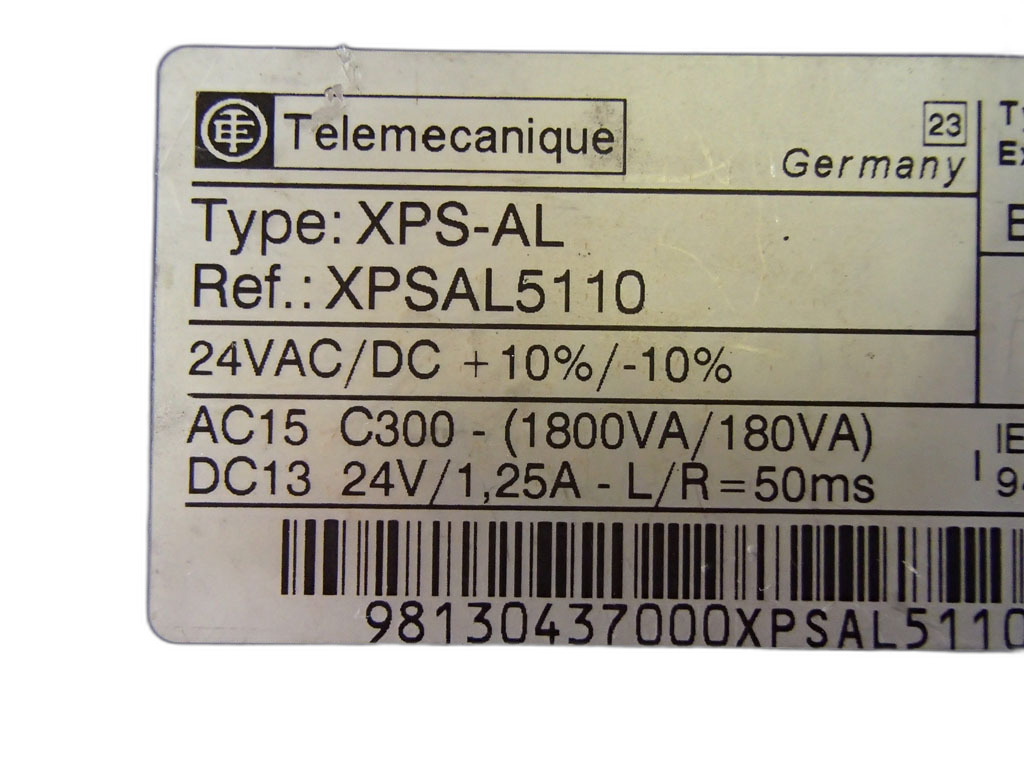 Telemecanique
23
Germany
Type: XPS-AL
Ref.: XPSAL5110
24VAC/DC +10%/-10%
AC15 C300 - (1800VA/180VA)
DC13 24V/1,25A - L/R=50ms
98130437000XPSAL5110